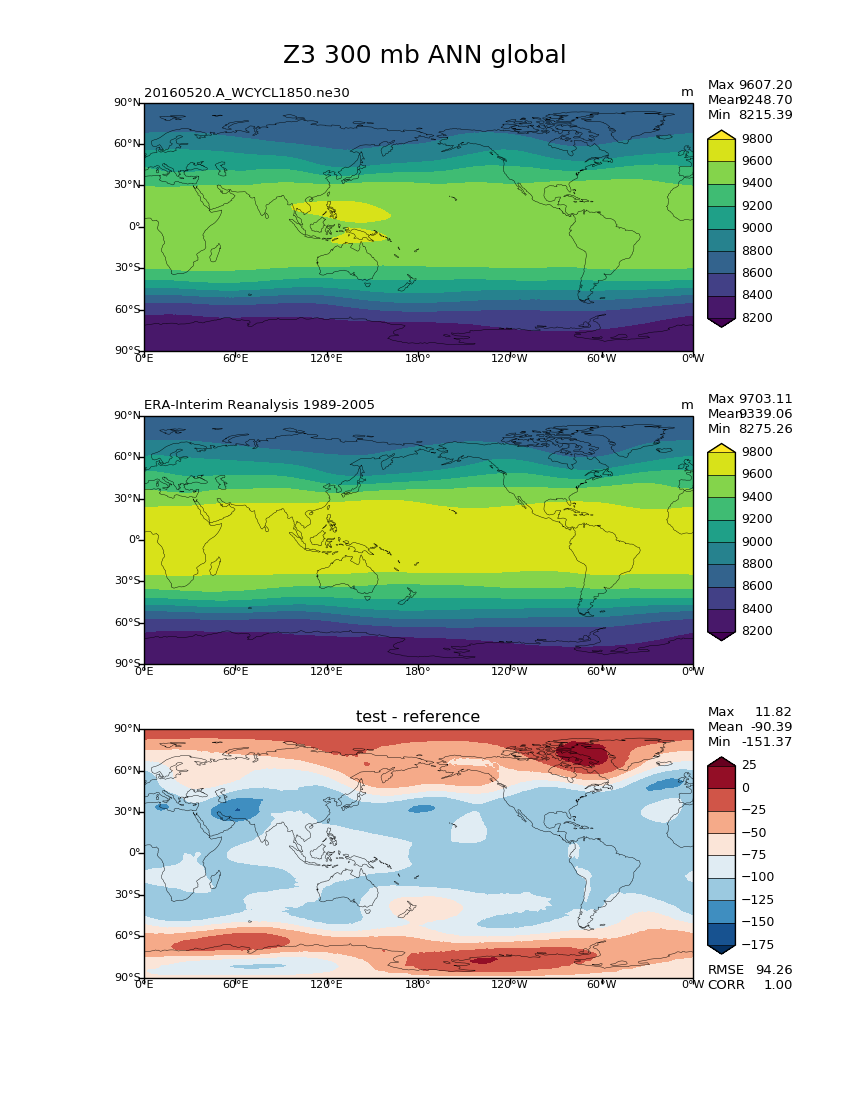 Z3 300 mb ANN global
20160520.A_WCYCL1850.ne30
m
Max 9607.20
Mean 9248.70
Min 8215.39
90°N
60°N
30°N
0°
30°S
60°S
90°S
0°E 60°E 120°E 180° 120°W 60°W 0°W
9800
9600
9400
9200
9000
8800
8600
8400
8200
ERA-Interim Reanalysis 1989-2005
m
Max 9703.11
Mean 9339.06
Min 8275.26
90°N
60°N
30°N
0°
30°S
60°S
90°S
0°E 60°E 120°E 180° 120°W 60°W 0°W
9800
9600
9400
9200
9000
8800
8600
8400
8200
test - reference
Max 11.82
Mean -90.39
Min -151.37
90°N
60°N
30°N
0°
30°S
60°S
90°S
0°E 60°E 120°E 180° 120°W 60°W 0°W
25
0
−25
−50
−75
−100
−125
−150
−175
RMSE 94.26
CORR 1.00